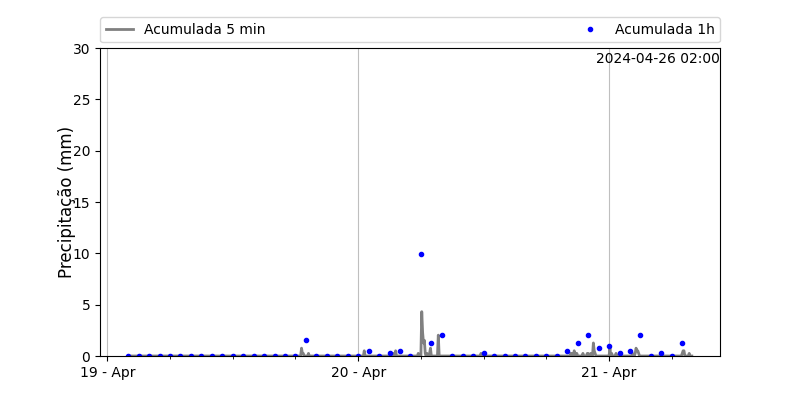 Acumulada 5 min
Acumulada 1h
2024-04-26 02:00
Precipitação (mm)
30
25
20
15
10
5
0
19 - Apr
20 - Apr
21 - Apr